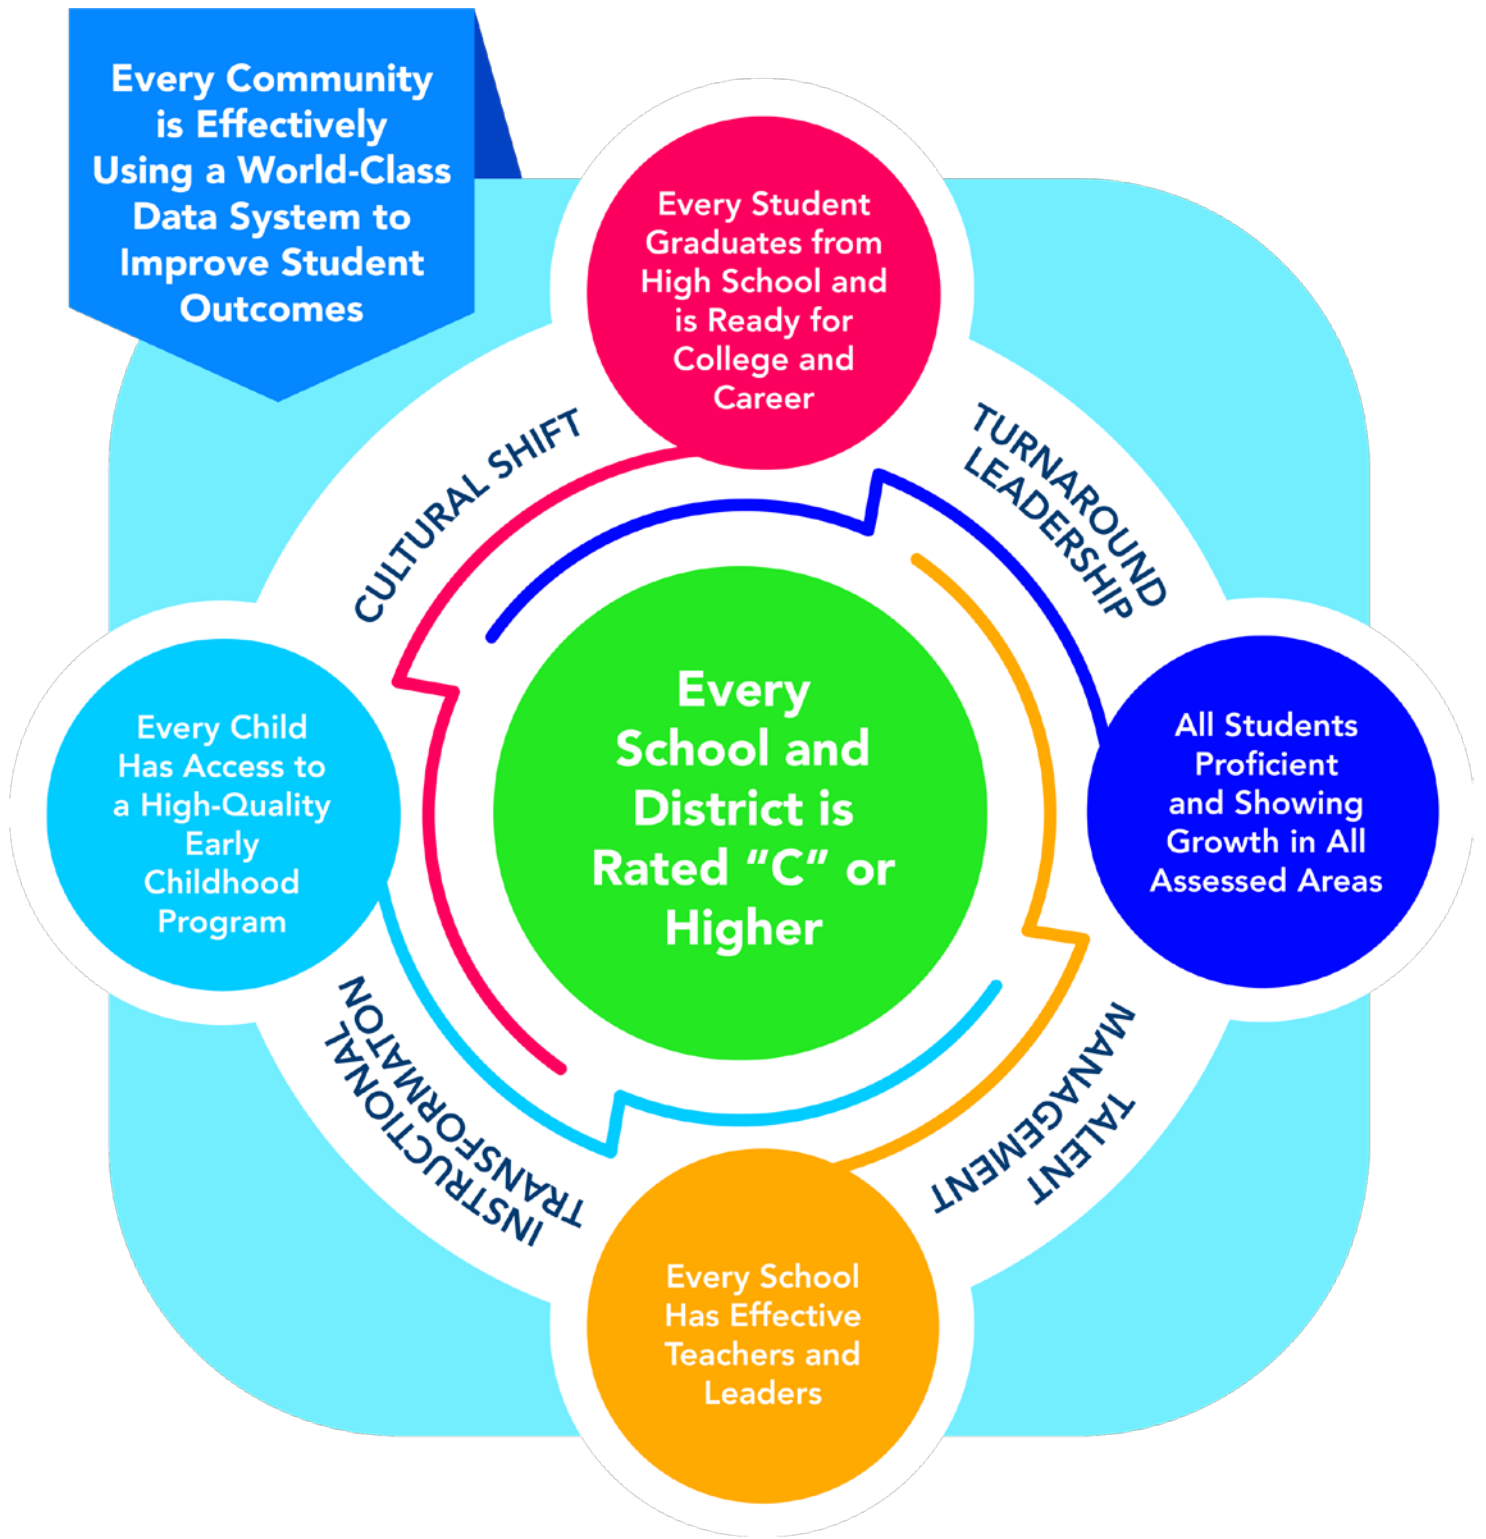 Every Community
is Effectively
Using a World-Class
Data System to
Improve Student
Outcomes
Every Student
Graduates from
High School and
is Ready for
College and
Career
CULTURAL SHIFT
TURNAROUND
LEADERSHIP
Every Child
Has Access to
a High-Quality
Early
Childhood
Program
Every
School and
District is
Rated “C” or
Higher
All Students
Proficient
and Showing
Growth in All
Assessed Areas
INSTRUCTIONAL
TRANSFORMATON
TALENT
MANAGEMENT
Every School
Has Effective
Teachers and
Leaders